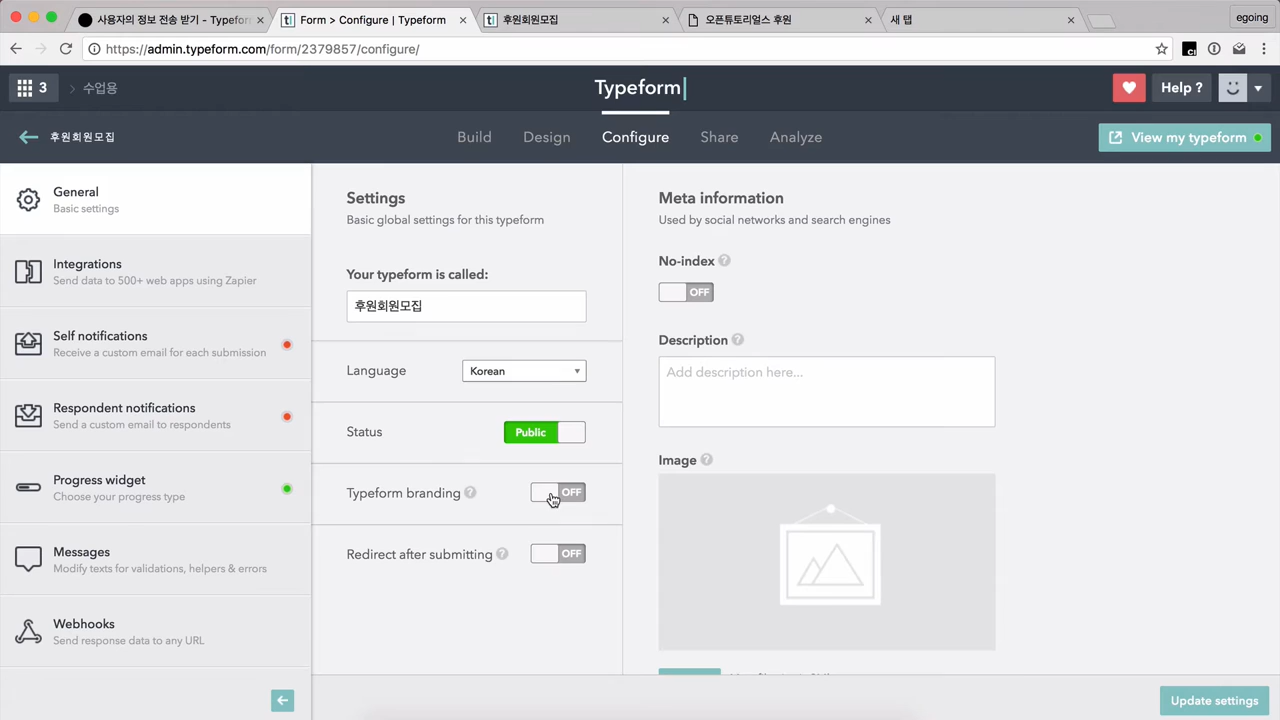 사용자의 정보 전송 받기 - Typeform
Form > Configure | Typeform
후원회원모집
오픈튜토리얼스 후원
새 탭
egoing
https://admin.typeform.com/form/2379857/configure/
3
수업용
Typeform
Help ?
후원회원모집
Build
Design
Configure
Share
Analyze
View my typeform
General
Basic settings
Integrations
Send data to 500+ web apps using Zapier
Self notifications
Receive a custom email for each submission
Respondent notifications
Send a custom email to respondents
Progress widget
Choose your progress type
Messages
Modify texts for validations, helpers & errors
Webhooks
Send response data to any URL
Settings
Basic global settings for this typeform
Your typeform is called:
후원회원모집
Language
Korean
Status
Public
Typeform branding ?
OFF
Redirect after submitting ?
OFF
Meta information
Used by social networks and search engines
No-index ?
OFF
Description ?
Add description here...
Image ?
Update settings